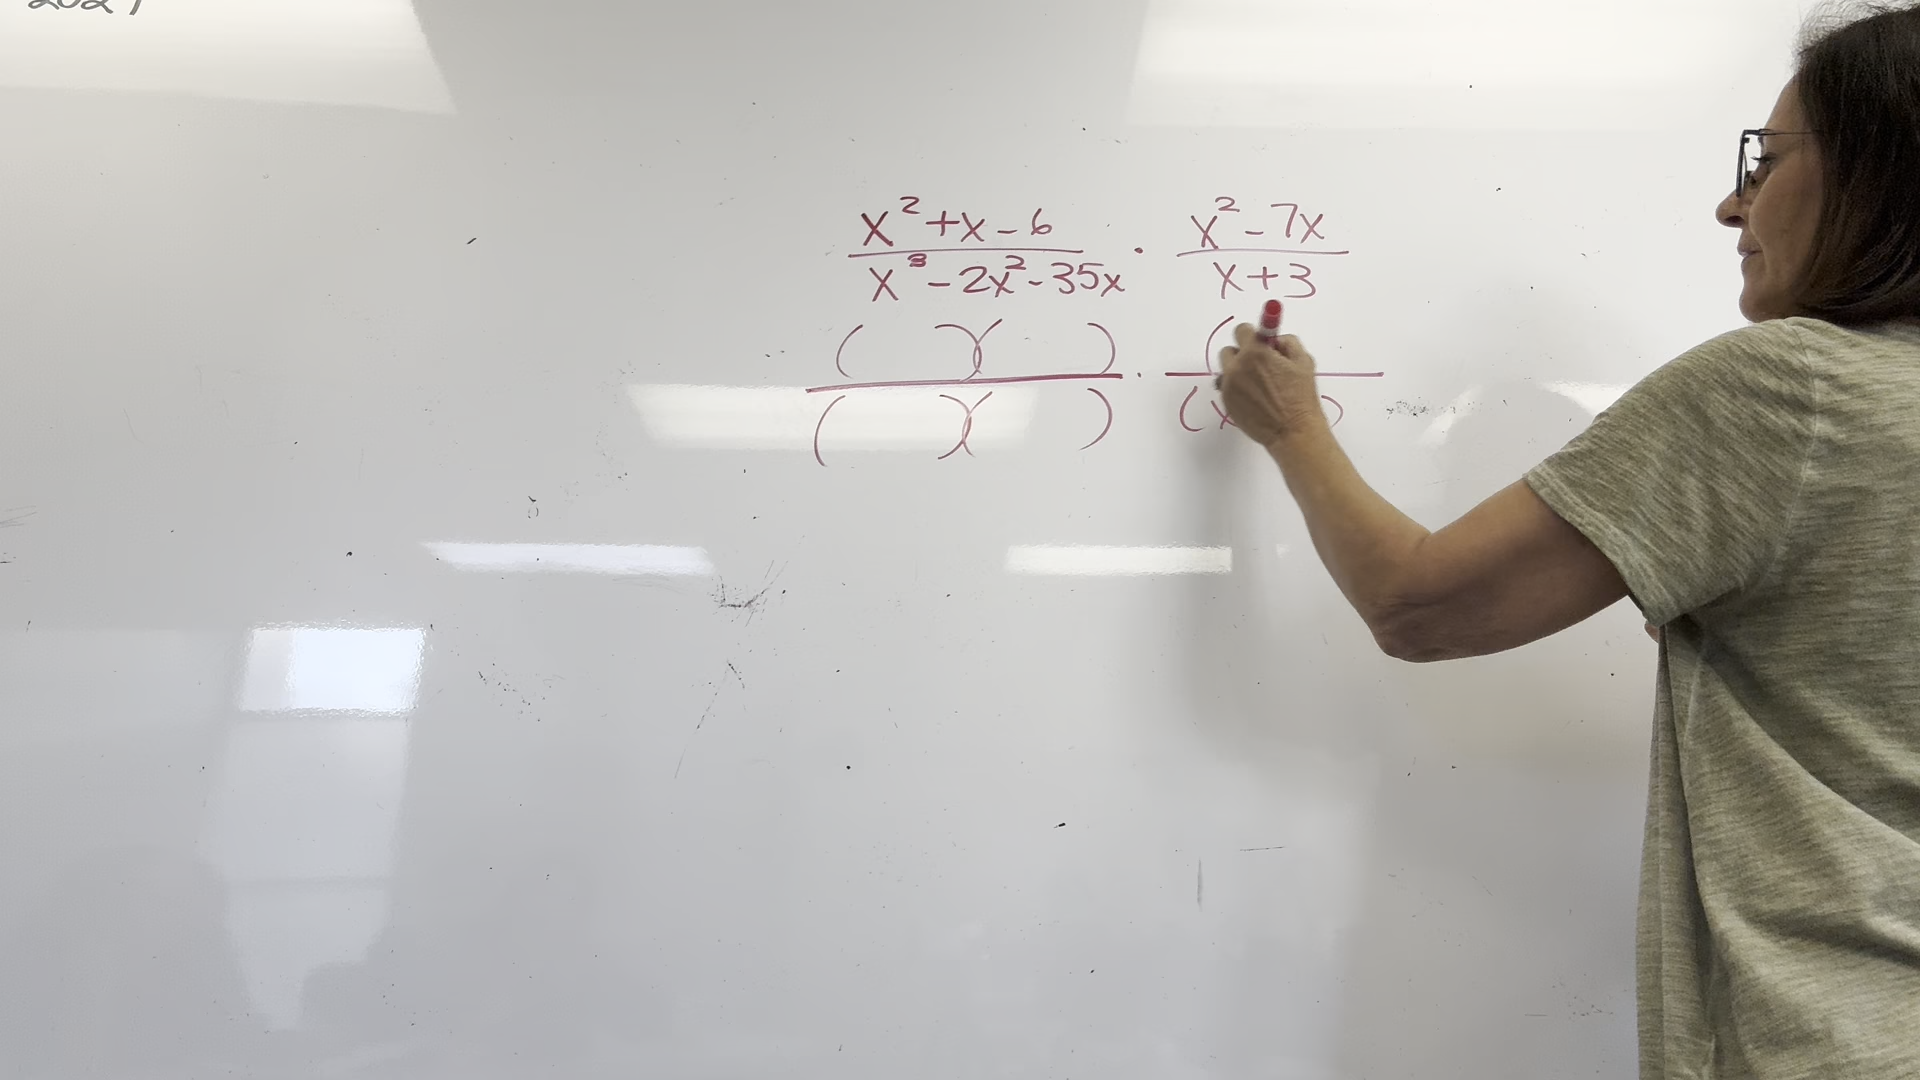 x² + x - 6 · x² - 7x
x³ - 2x² - 35x   x + 3
(   )(   ) · (
(   )(   )   (x   )